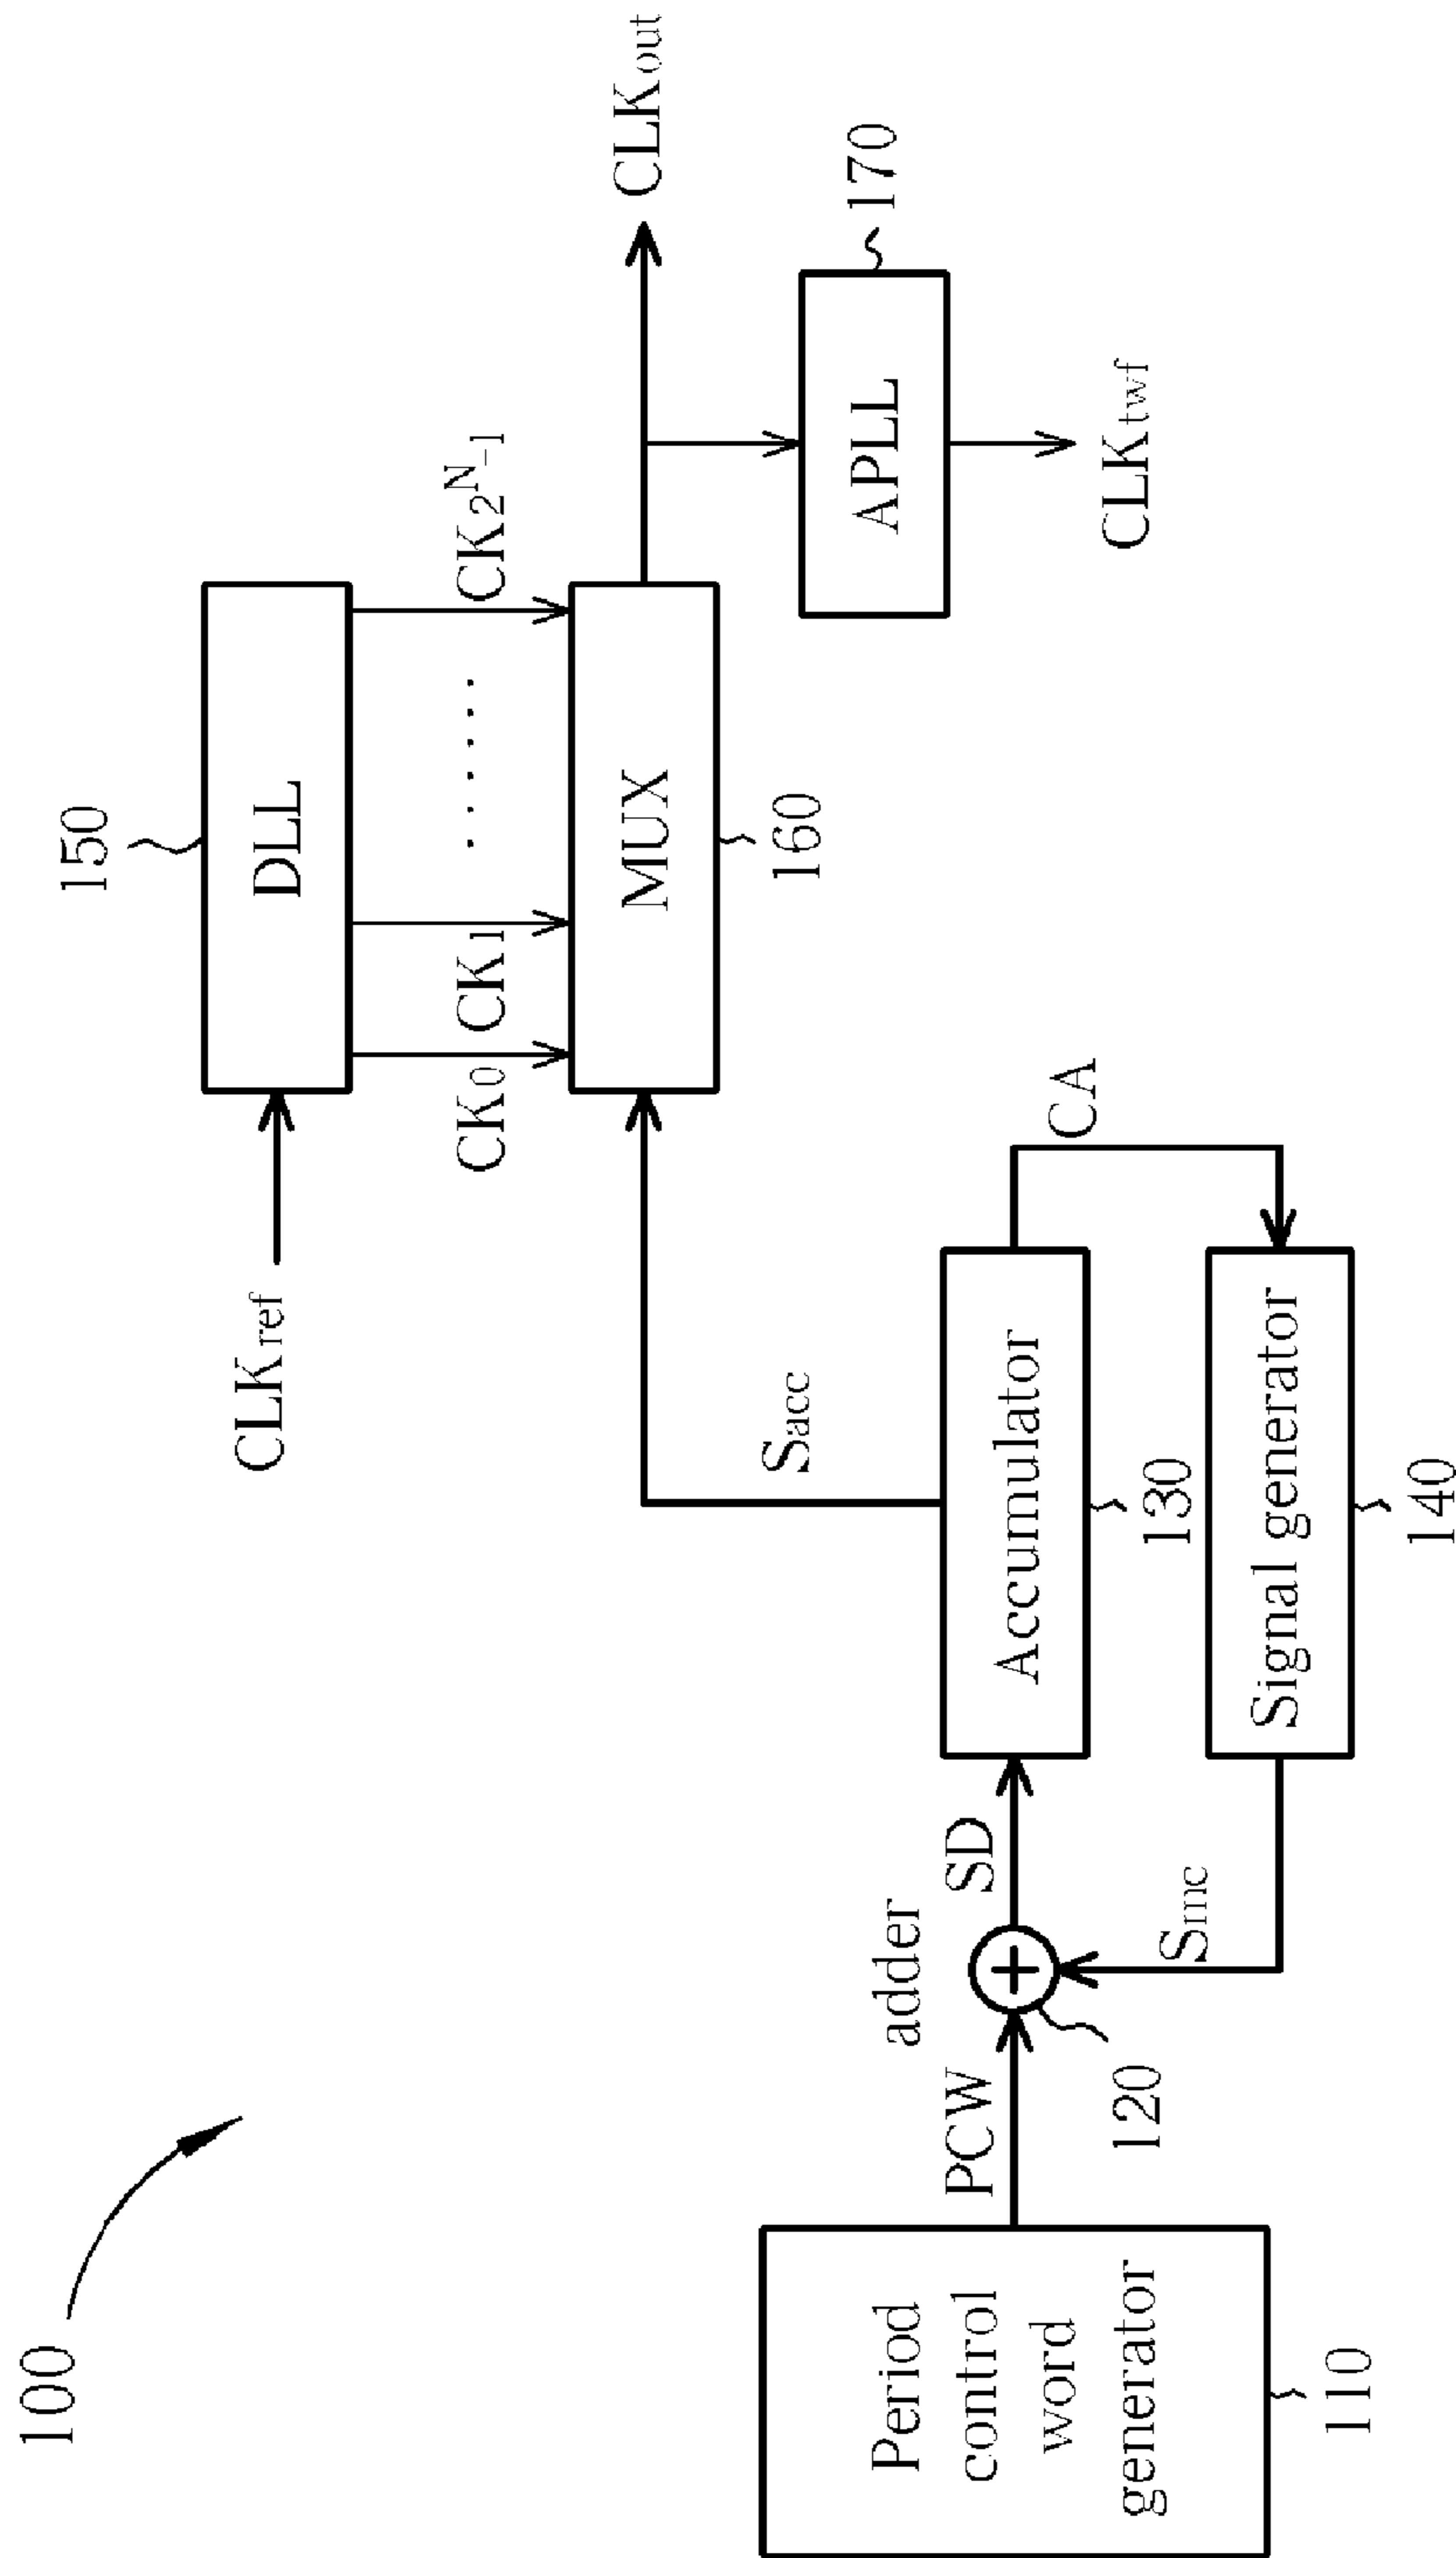 100
150
DLL
CLKref
CK0
CK1
......
CK2^N-1
MUX
160
CLKout
APLL
170
CLKtwf
Sacc
Period
control
word
generator
110
PCW
adder
120
SD
Accumulator
130
CA
Signal generator
140
Smc